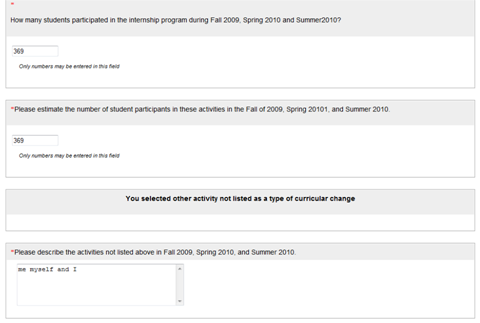 *
How many students participated in the internship program during Fall 2009, Spring 2010 and Summer2010?
369
Only numbers may be entered in this field
*Please estimate the number of student participants in these activities in the Fall of 2009, Spring 20101, and Summer 2010.
369
Only numbers may be entered in this field
You selected other activity not listed as a type of curricular change
*Please describe the activities not listed above in Fall 2009, Spring 2010, and Summer 2010.
me myself and I